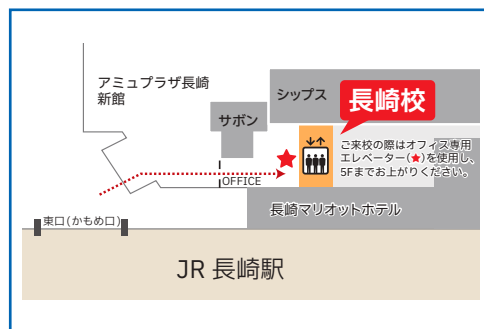 アミュプラザ長崎
新館
サボン
シップス
長崎校
ご来校の際はオフィス専用
エレベーター(★)を使用し、
5Fまでお上がりください。
OFFICE
長崎マリオットホテル
東口(かもめ口)
JR 長崎駅